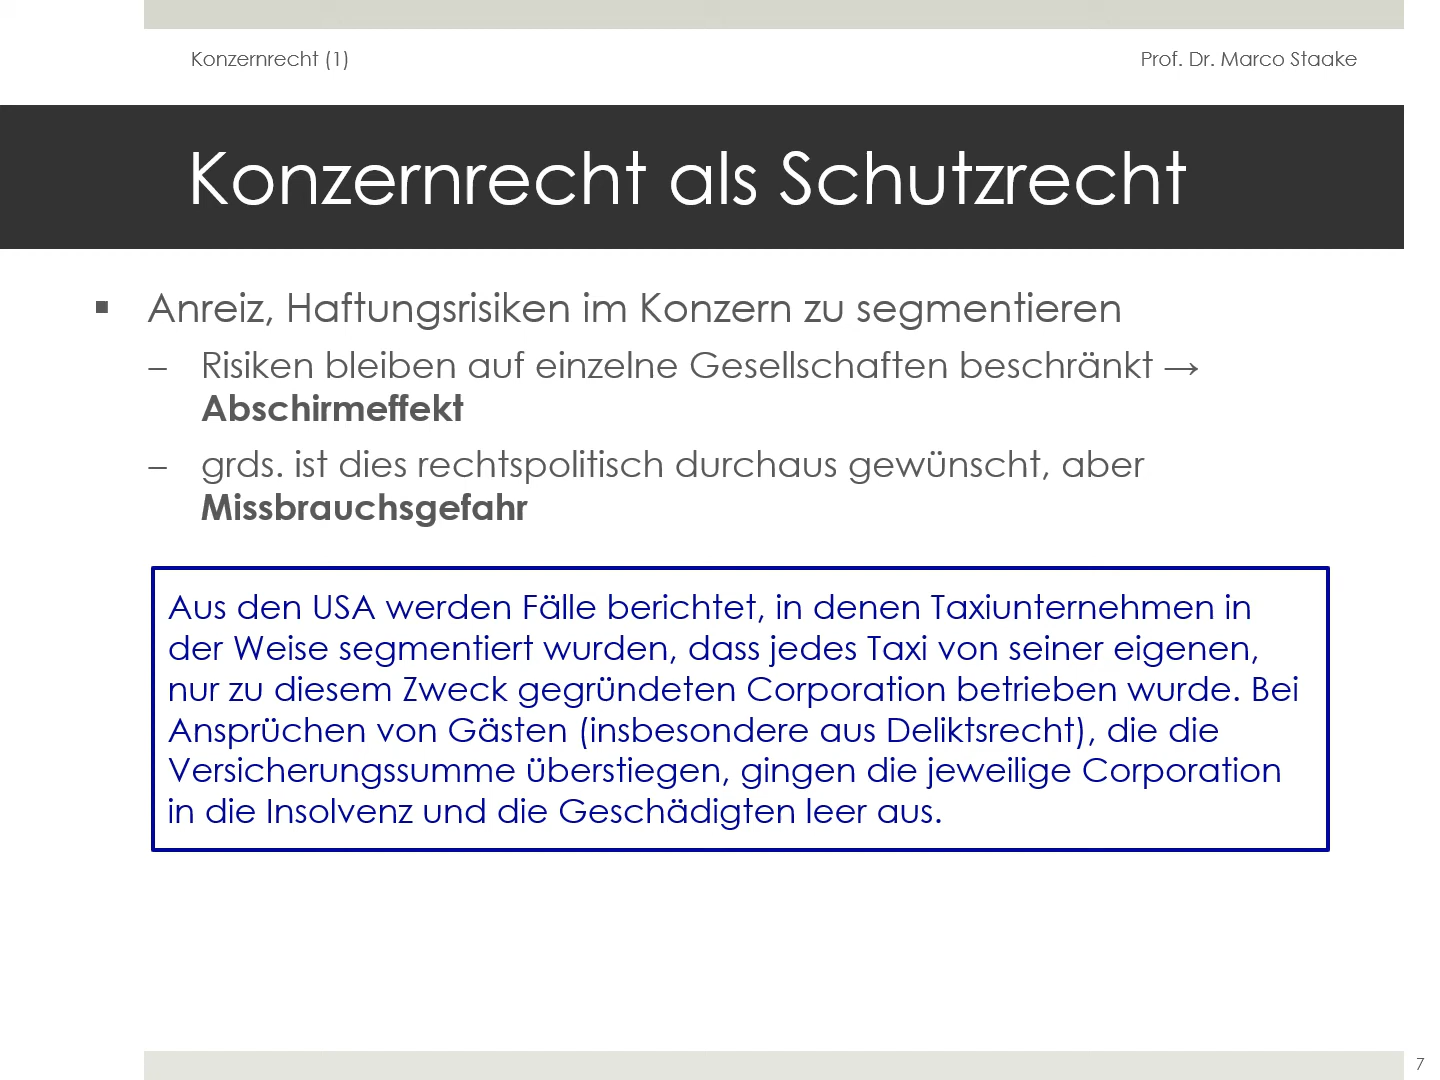 Konzernrecht (1)
Prof. Dr. Marco Staake
Konzernrecht als Schutzrecht
▪ Anreiz, Haftungsrisiken im Konzern zu segmentieren
– Risiken bleiben auf einzelne Gesellschaften beschränkt →
Abschirmeffekt
– grds. ist dies rechtspolitisch durchaus gewünscht, aber
Missbrauchsgefahr
Aus den USA werden Fälle berichtet, in denen Taxiunternehmen in
der Weise segmentiert wurden, dass jedes Taxi von seiner eigenen,
nur zu diesem Zweck gegründeten Corporation betrieben wurde. Bei
Ansprüchen von Gästen (insbesondere aus Deliktsrecht), die die
Versicherungssumme überstiegen, gingen die jeweilige Corporation
in die Insolvenz und die Geschädigten leer aus.
7